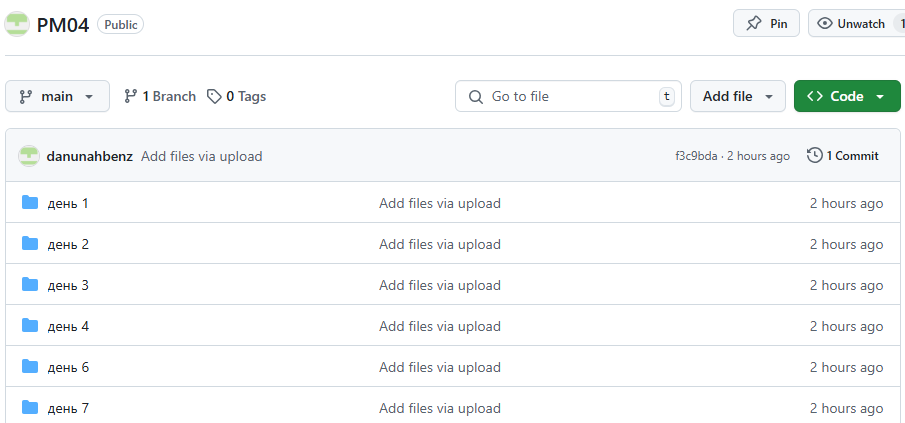 PM04 Public Pin Unwatch 1
main 1 Branch 0 Tags Go to file t Add file Code
danunahbenz Add files via upload f3c9bda · 2 hours ago 1 Commit
день 1 Add files via upload 2 hours ago
день 2 Add files via upload 2 hours ago
день 3 Add files via upload 2 hours ago
день 4 Add files via upload 2 hours ago
день 6 Add files via upload 2 hours ago
день 7 Add files via upload 2 hours ago